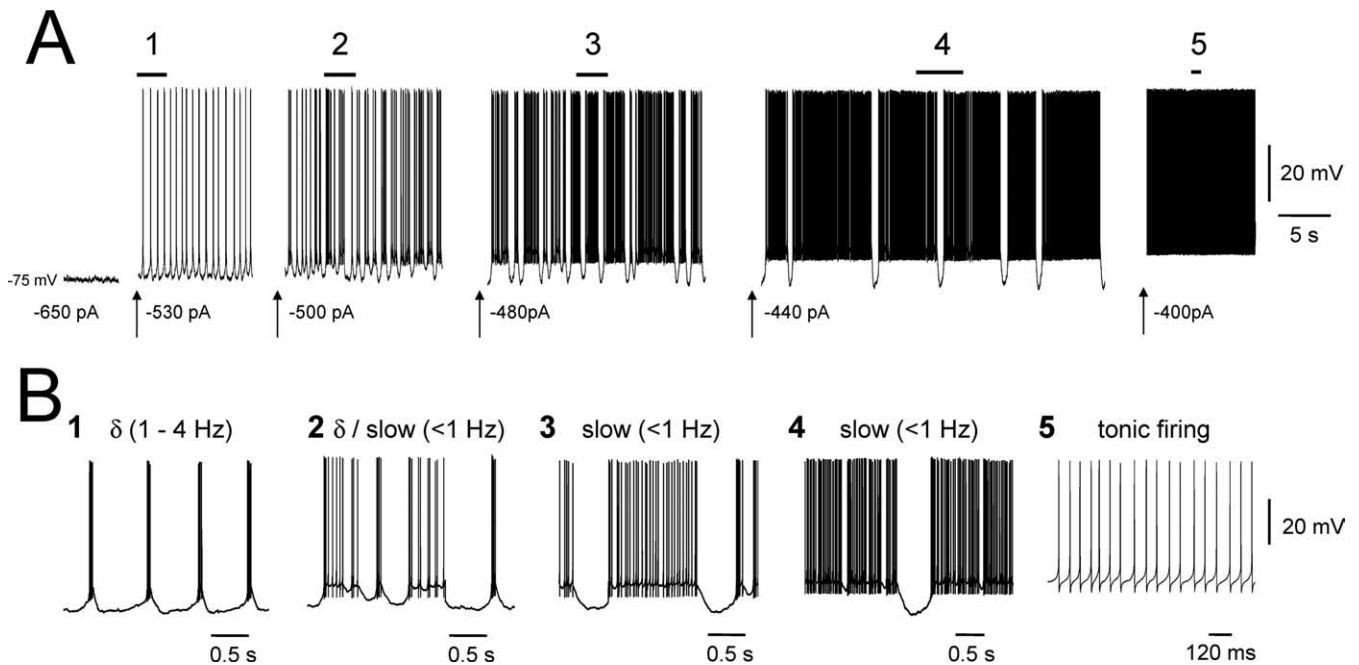 A
1 2 3 4 5
20 mV
5 s
-75 mV
-650 pA -530 pA -500 pA -480pA -440 pA -400pA
B
1 δ (1 - 4 Hz) 2 δ / slow (<1 Hz) 3 slow (<1 Hz) 4 slow (<1 Hz) 5 tonic firing
20 mV
0.5 s 0.5 s 0.5 s 0.5 s 120 ms